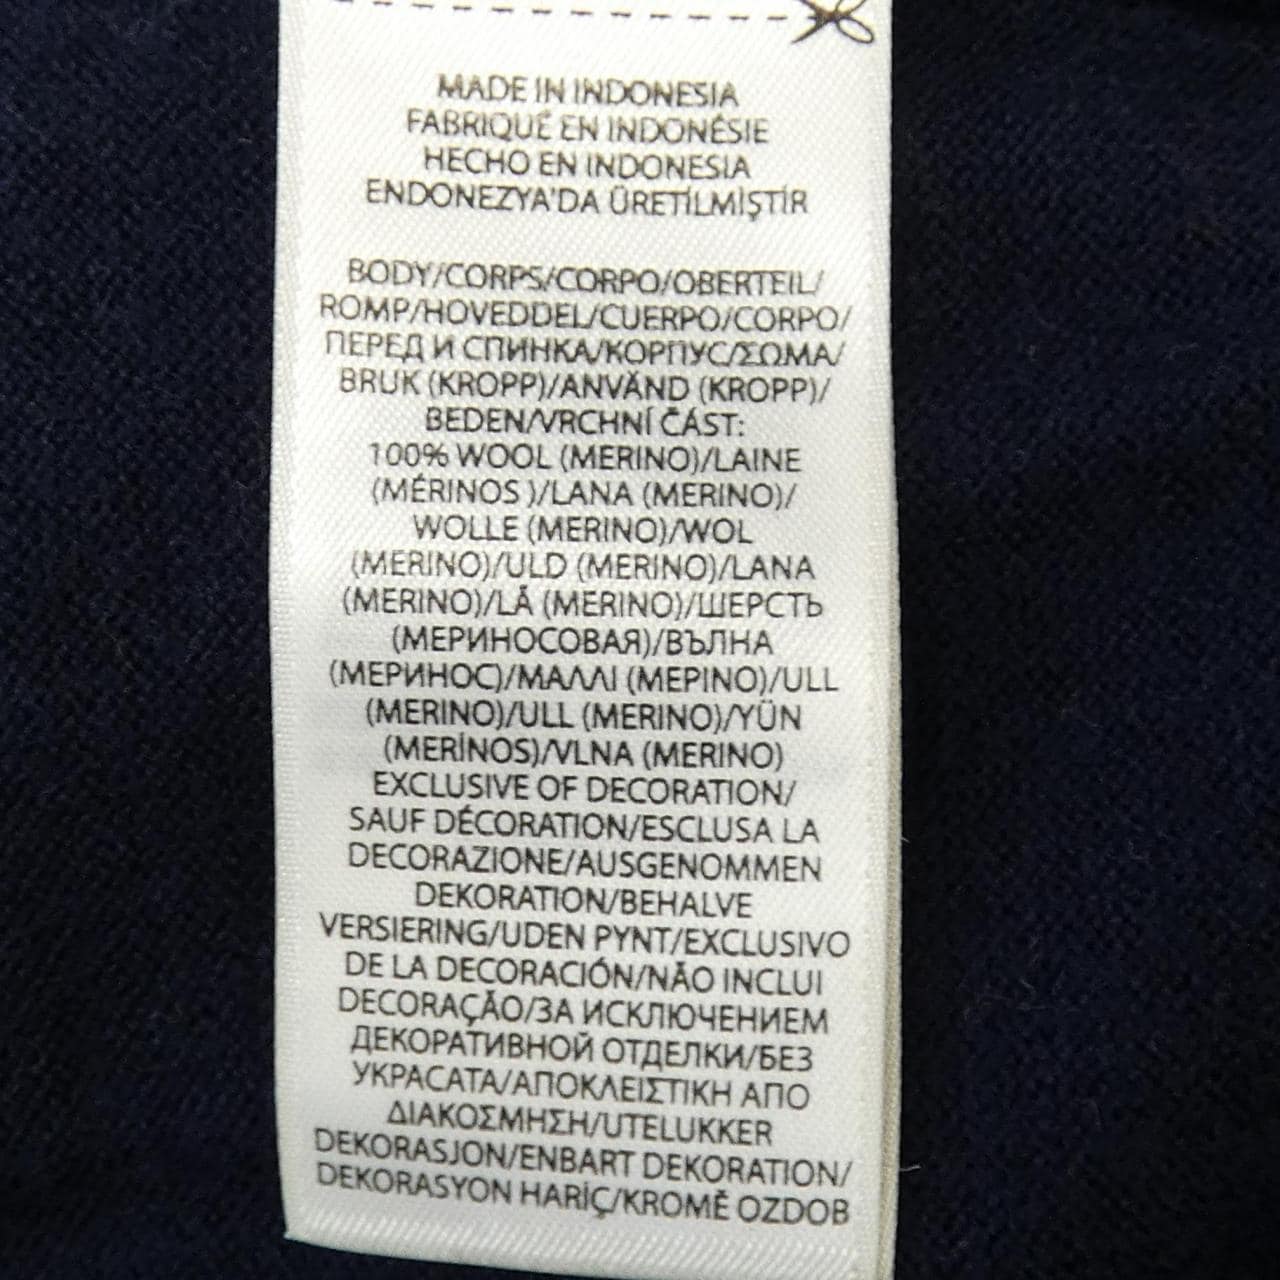 MADE IN INDONESIA
FABRIQUÉ EN INDONÉSIE
HECHO EN INDONESIA
ENDONEZYA'DA ÜRETİLMİŞTİR
BODY/CORPS/CORPO/OBERTEIL/
ROMP/HOVEDDEL/CUERPO/CORPO/
ПЕРЕД И СПИНКА/КОРПУС/ΣΩΜΑ/
BRUK (KROPP)/ANVÄND (KROPP)/
BEDEN/VRCHNÍ ČÁST:
100% WOOL (MERINO)/LAINE
(MÉRINOS )/LANA (MERINO)/
WOLLE (MERINO)/WOL
(MERINO)/ULD (MERINO)/LANA
(MERINO)/LÃ (MERINO)/ШЕРСТЬ
(МЕРИНОСОВАЯ)/ВЪЛНА
(МЕРИНОС)/ΜΑΛΛΙ (ΜΕΡΙΝΟ)/ULL
(MERINO)/ULL (MERINO)/YÜN
(MERİNOS)/VLNA (MERINO)
EXCLUSIVE OF DECORATION/
SAUF DÉCORATION/ESCLUSA LA
DECORAZIONE/AUSGENOMMEN
DEKORATION/BEHALVE
VERSIERING/UDEN PYNT/EXCLUSIVO
DE LA DECORACIÓN/NÃO INCLUI
DECORAÇÃO/ЗА ИСКЛЮЧЕНИЕМ
ДЕКОРАТИВНОЙ ОТДЕЛКИ/БЕЗ
УКРАСАТА/ΑΠΟΚΛΕΙΣΤΙΚΗ ΑΠΟ
ΔΙΑΚΟΣΜΗΣΗ/UTELUKKER
DEKORASJON/ENBART DEKORATION/
DEKORASYON HARİÇ/KROMĚ OZDOB